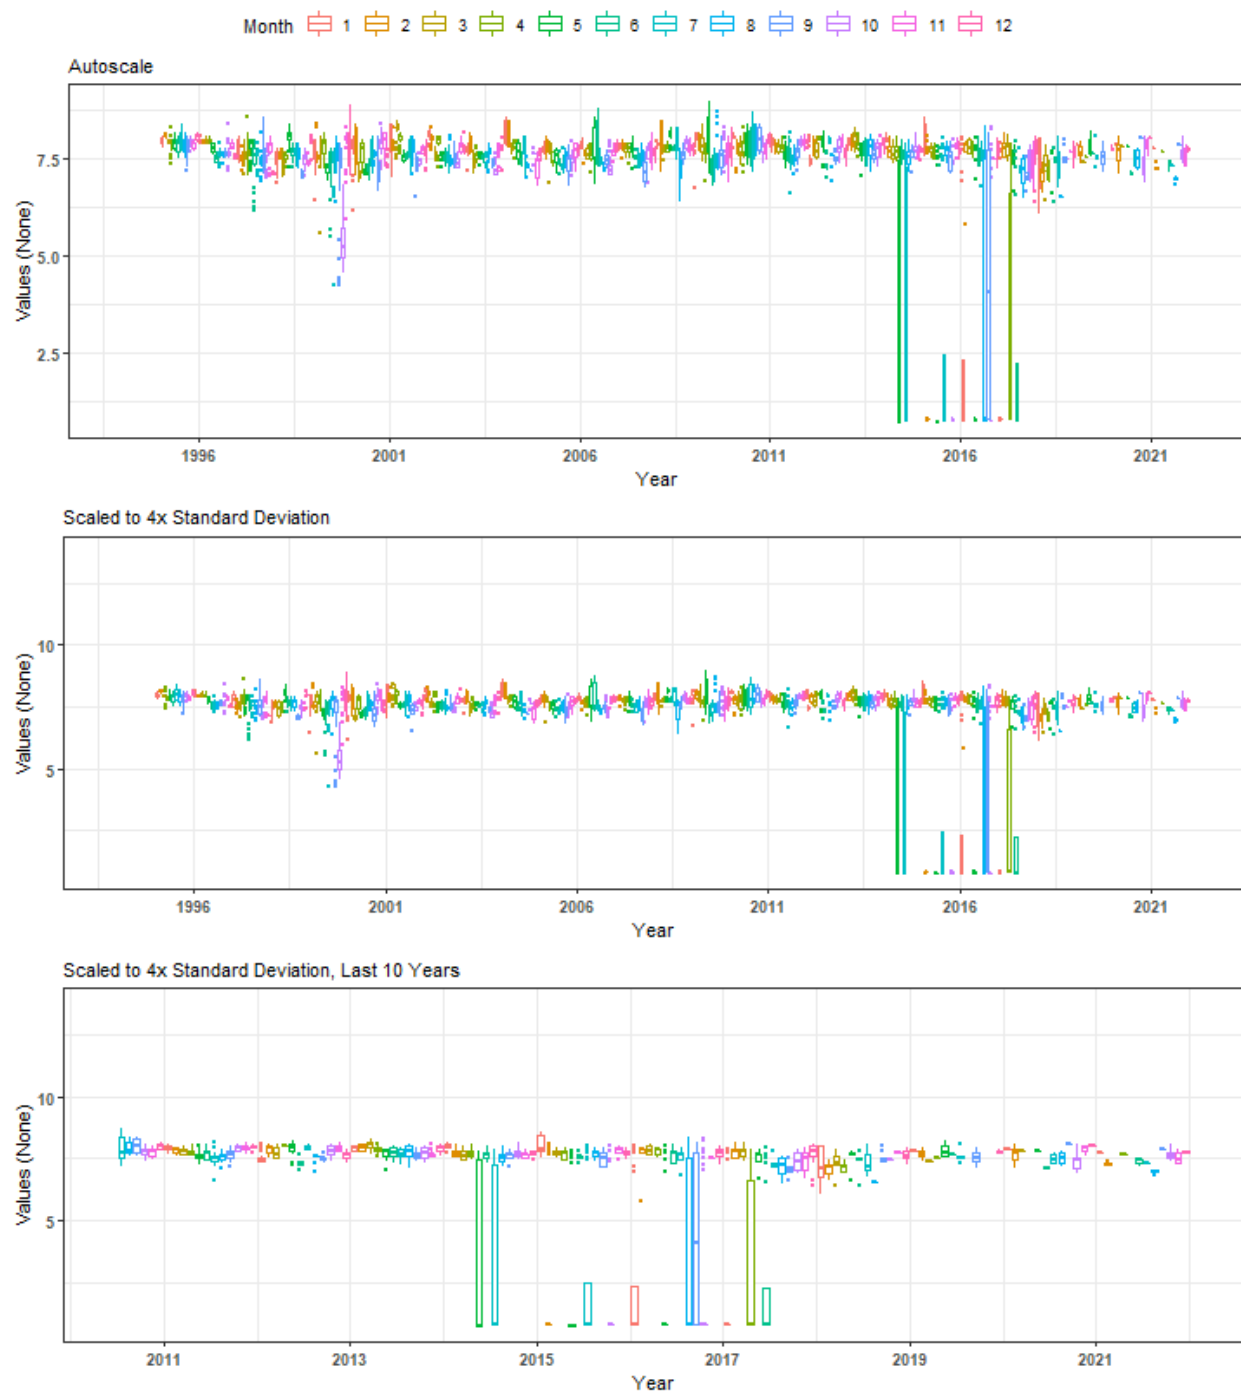 Month 1 2 3 4 5 6 7 8 9 10 11 12
Autoscale
Values (None)
7.5
5.0
2.5
1996 2001 2006 2011 2016 2021
Year
Scaled to 4x Standard Deviation
Values (None)
10
5
1996 2001 2006 2011 2016 2021
Year
Scaled to 4x Standard Deviation, Last 10 Years
Values (None)
10
5
2011 2013 2015 2017 2019 2021
Year